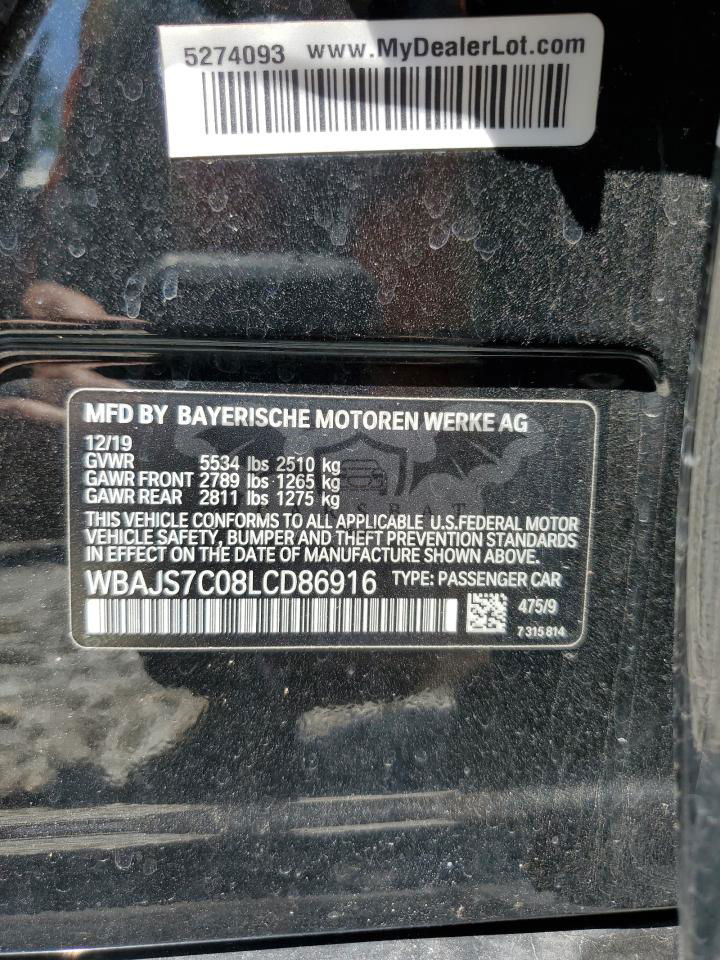 5274093 www.MyDealerLot.com
MFD BY BAYERISCHE MOTOREN WERKE AG
12/19
GVWR 5534 lbs 2510 kg
GAWR FRONT 2789 lbs 1265 kg
GAWR REAR 2811 lbs 1275 kg
THIS VEHICLE CONFORMS TO ALL APPLICABLE U.S.FEDERAL MOTOR
VEHICLE SAFETY, BUMPER AND THEFT PREVENTION STANDARDS
IN EFFECT ON THE DATE OF MANUFACTURE SHOWN ABOVE.
WBAJS7C08LCD86916 TYPE: PASSENGER CAR
475/9
7 315 814